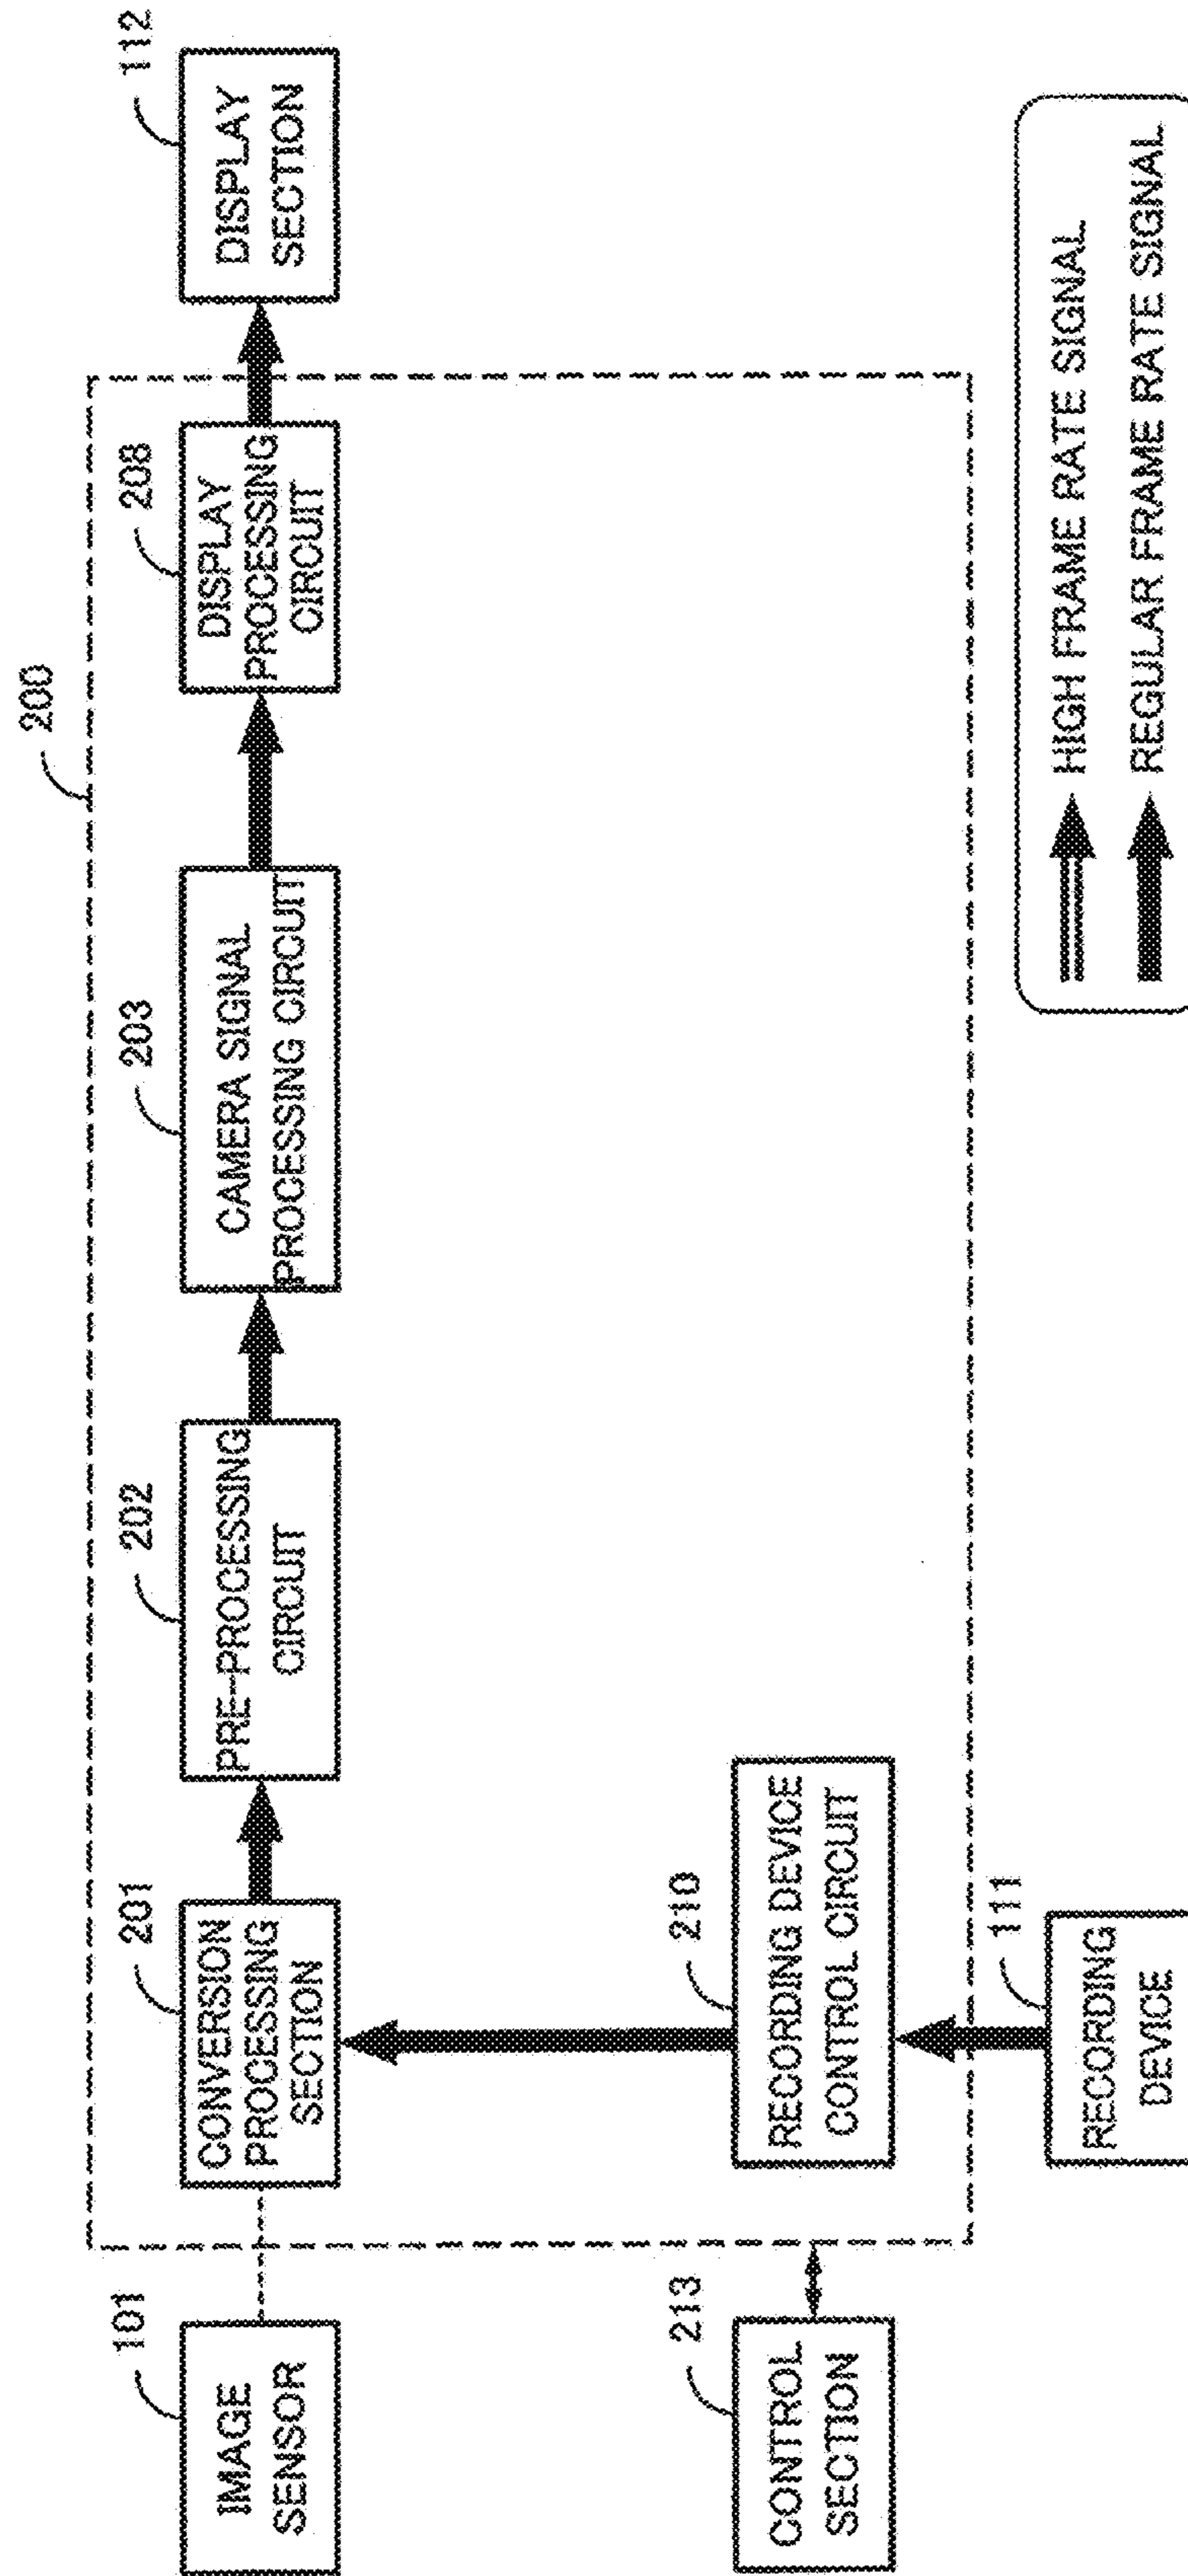 200
101
IMAGE
SENSOR
201
CONVERSION
PROCESSING
SECTION
202
PRE-PROCESSING
CIRCUIT
203
CAMERA SIGNAL
PROCESSING CIRCUIT
208
DISPLAY
PROCESSING
CIRCUIT
112
DISPLAY
SECTION
213
CONTROL
SECTION
210
RECORDING DEVICE
CONTROL CIRCUIT
111
RECORDING
DEVICE
HIGH FRAME RATE SIGNAL
REGULAR FRAME RATE SIGNAL